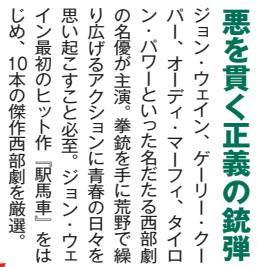 悪を貫く正義の銃弾
ジョン・ウェイン、ゲーリー・クー
パー、オーディ・マーフィ、タイロ
ン・パワーといった名だたる西部劇
の名優が主演。拳銃を手に荒野で繰
り広げるアクションに青春の日々を
思い起こすこと必至。ジョン・ウェ
イン最初のヒット作『駅馬車』をは
じめ、10本の傑作西部劇を厳選。